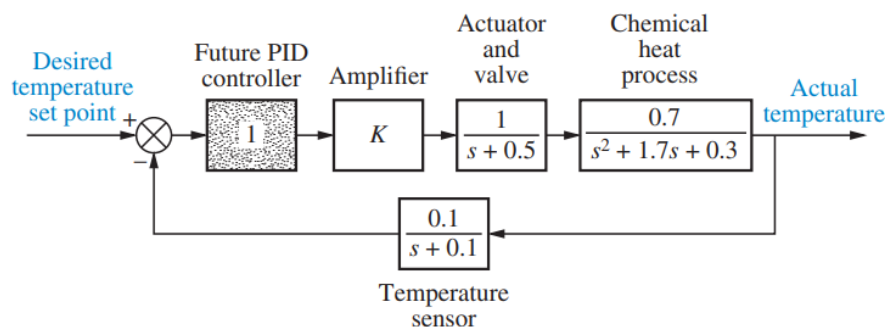 Desired
temperature
set point
+
−
Future PID
controller
1
Amplifier
K
Actuator
and
valve
1
s + 0.5
Chemical
heat
process
0.7
s² + 1.7s + 0.3
Actual
temperature
0.1
s + 0.1
Temperature
sensor